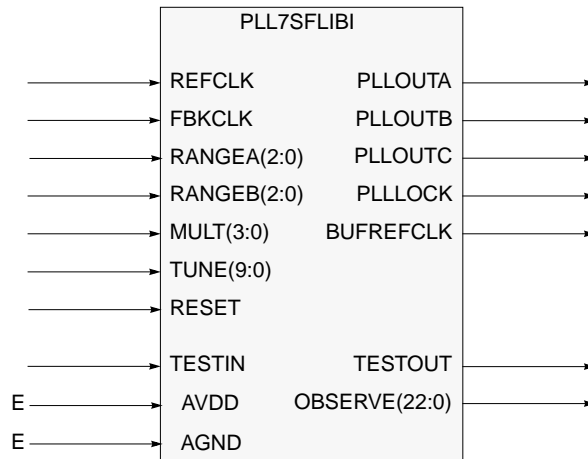 PLL7SFLIBI
REFCLK PLLOUTA
FBKCLK PLLOUTB
RANGEA(2:0) PLLOUTC
RANGEB(2:0) PLLLOCK
MULT(3:0) BUFREFCLK
TUNE(9:0)
RESET
TESTIN TESTOUT
E AVDD OBSERVE(22:0)
E AGND